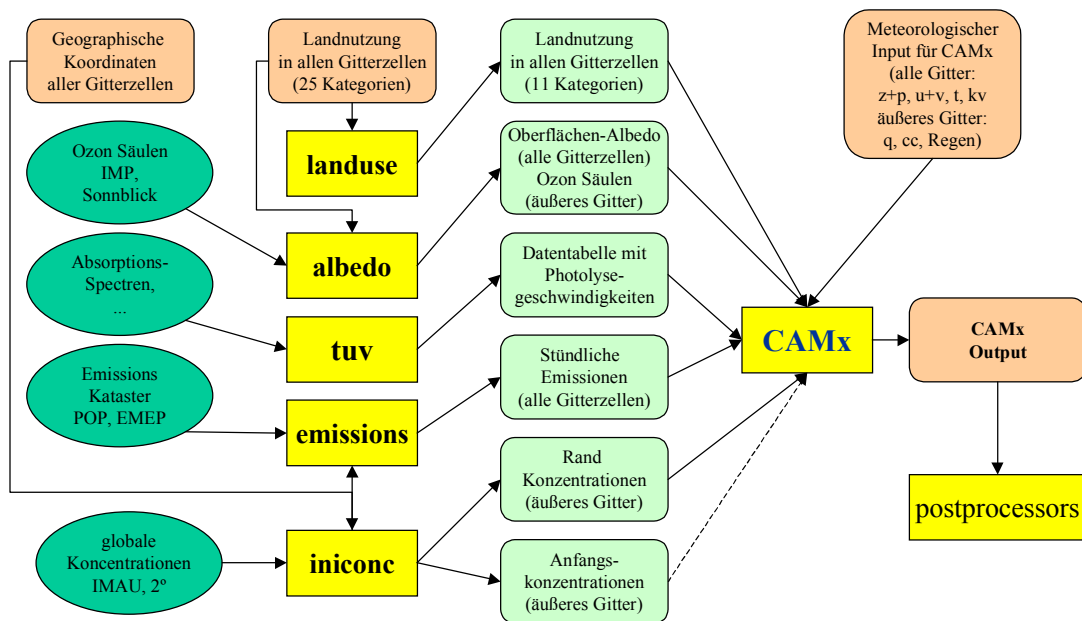 Geographische
Koordinaten
aller Gitterzellen
Landnutzung
in allen Gitterzellen
(25 Kategorien)
Landnutzung
in allen Gitterzellen
(11 Kategorien)
Meteorologischer
Input für CAMx
(alle Gitter:
z+p, u+v, t, kv
äußeres Gitter:
q, cc, Regen)
Ozon Säulen
IMP,
Sonnblick
landuse
Oberflächen-Albedo
(alle Gitterzellen)
Ozon Säulen
(äußeres Gitter)
Absorptions-
Spectren,
...
albedo
Datentabelle mit
Photolyse-
geschwindigkeiten
tuv
CAMx
CAMx
Output
Emissions
Kataster
POP, EMEP
emissions
Stündliche
Emissionen
(alle Gitterzellen)
Rand
Konzentrationen
(äußeres Gitter)
postprocessors
globale
Koncentrationen
IMAU, 2º
iniconc
Anfangs-
konzentrationen
(äußeres Gitter)